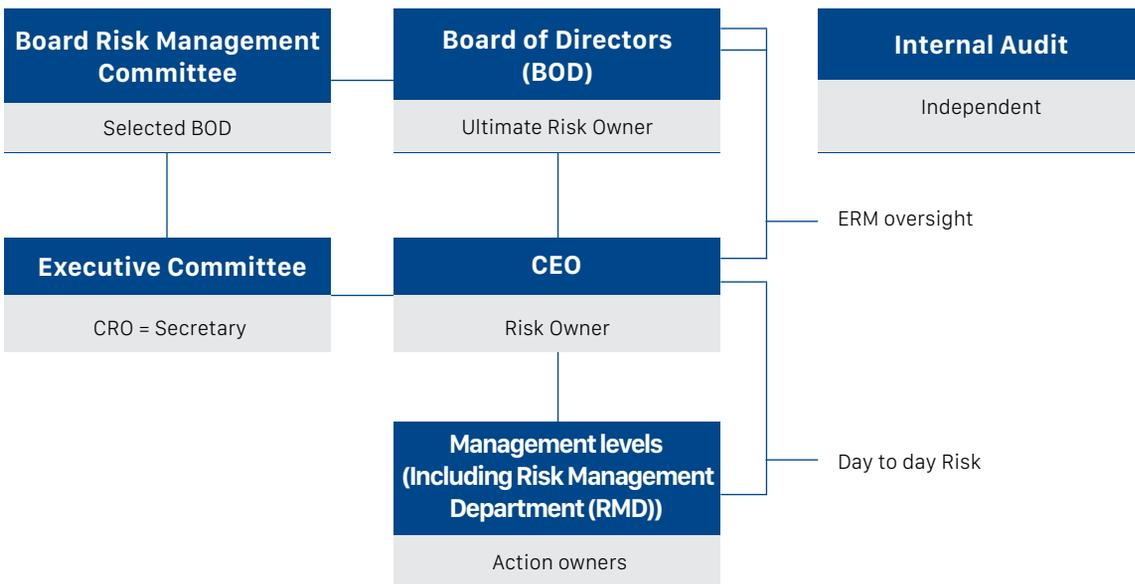 Board Risk Management
Committee
Selected BOD
Board of Directors
(BOD)
Ultimate Risk Owner
Internal Audit
Independent
ERM oversight
Executive Committee
CRO = Secretary
CEO
Risk Owner
Management levels
(Including Risk Management
Department (RMD))
Action owners
Day to day Risk